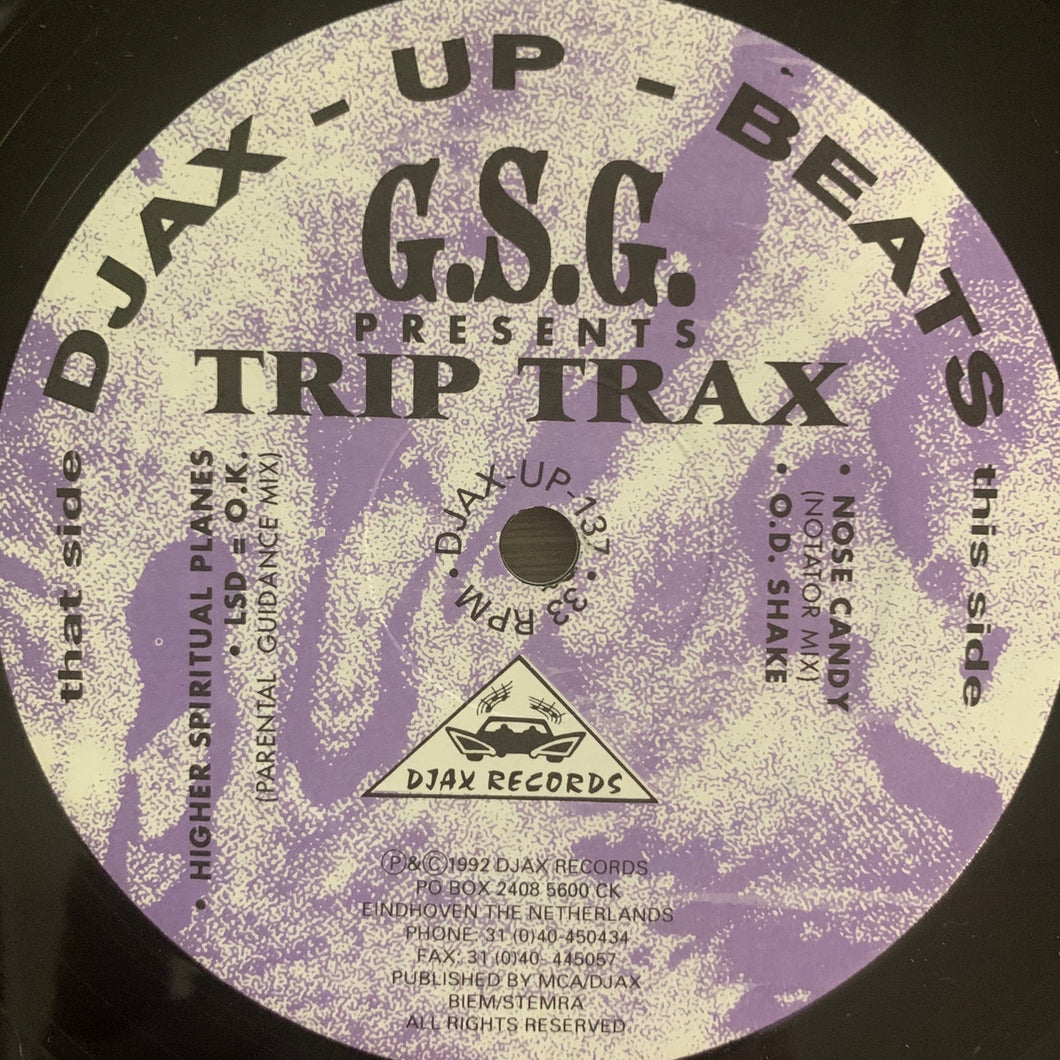 DJAX - UP - BEATS
G.S.G.
PRESENTS
TRIP TRAX
that side
• HIGHER SPIRITUAL PLANES
• LSD = O.K.
(PARENTAL GUIDANCE MIX)
this side
• NOSE CANDY
(NOTATOR MIX)
• O.D. SHAKE
• DJAX-UP-137 •
33 RPM
DJAX RECORDS
Ⓟ&©1992 DJAX RECORDS
PO BOX 2408 5600 CK
EINDHOVEN THE NETHERLANDS
PHONE: 31 (0)40-450434
FAX: 31 (0)40- 445057
PUBLISHED BY MCA/DJAX
BIEM/STEMRA
ALL RIGHTS RESERVED